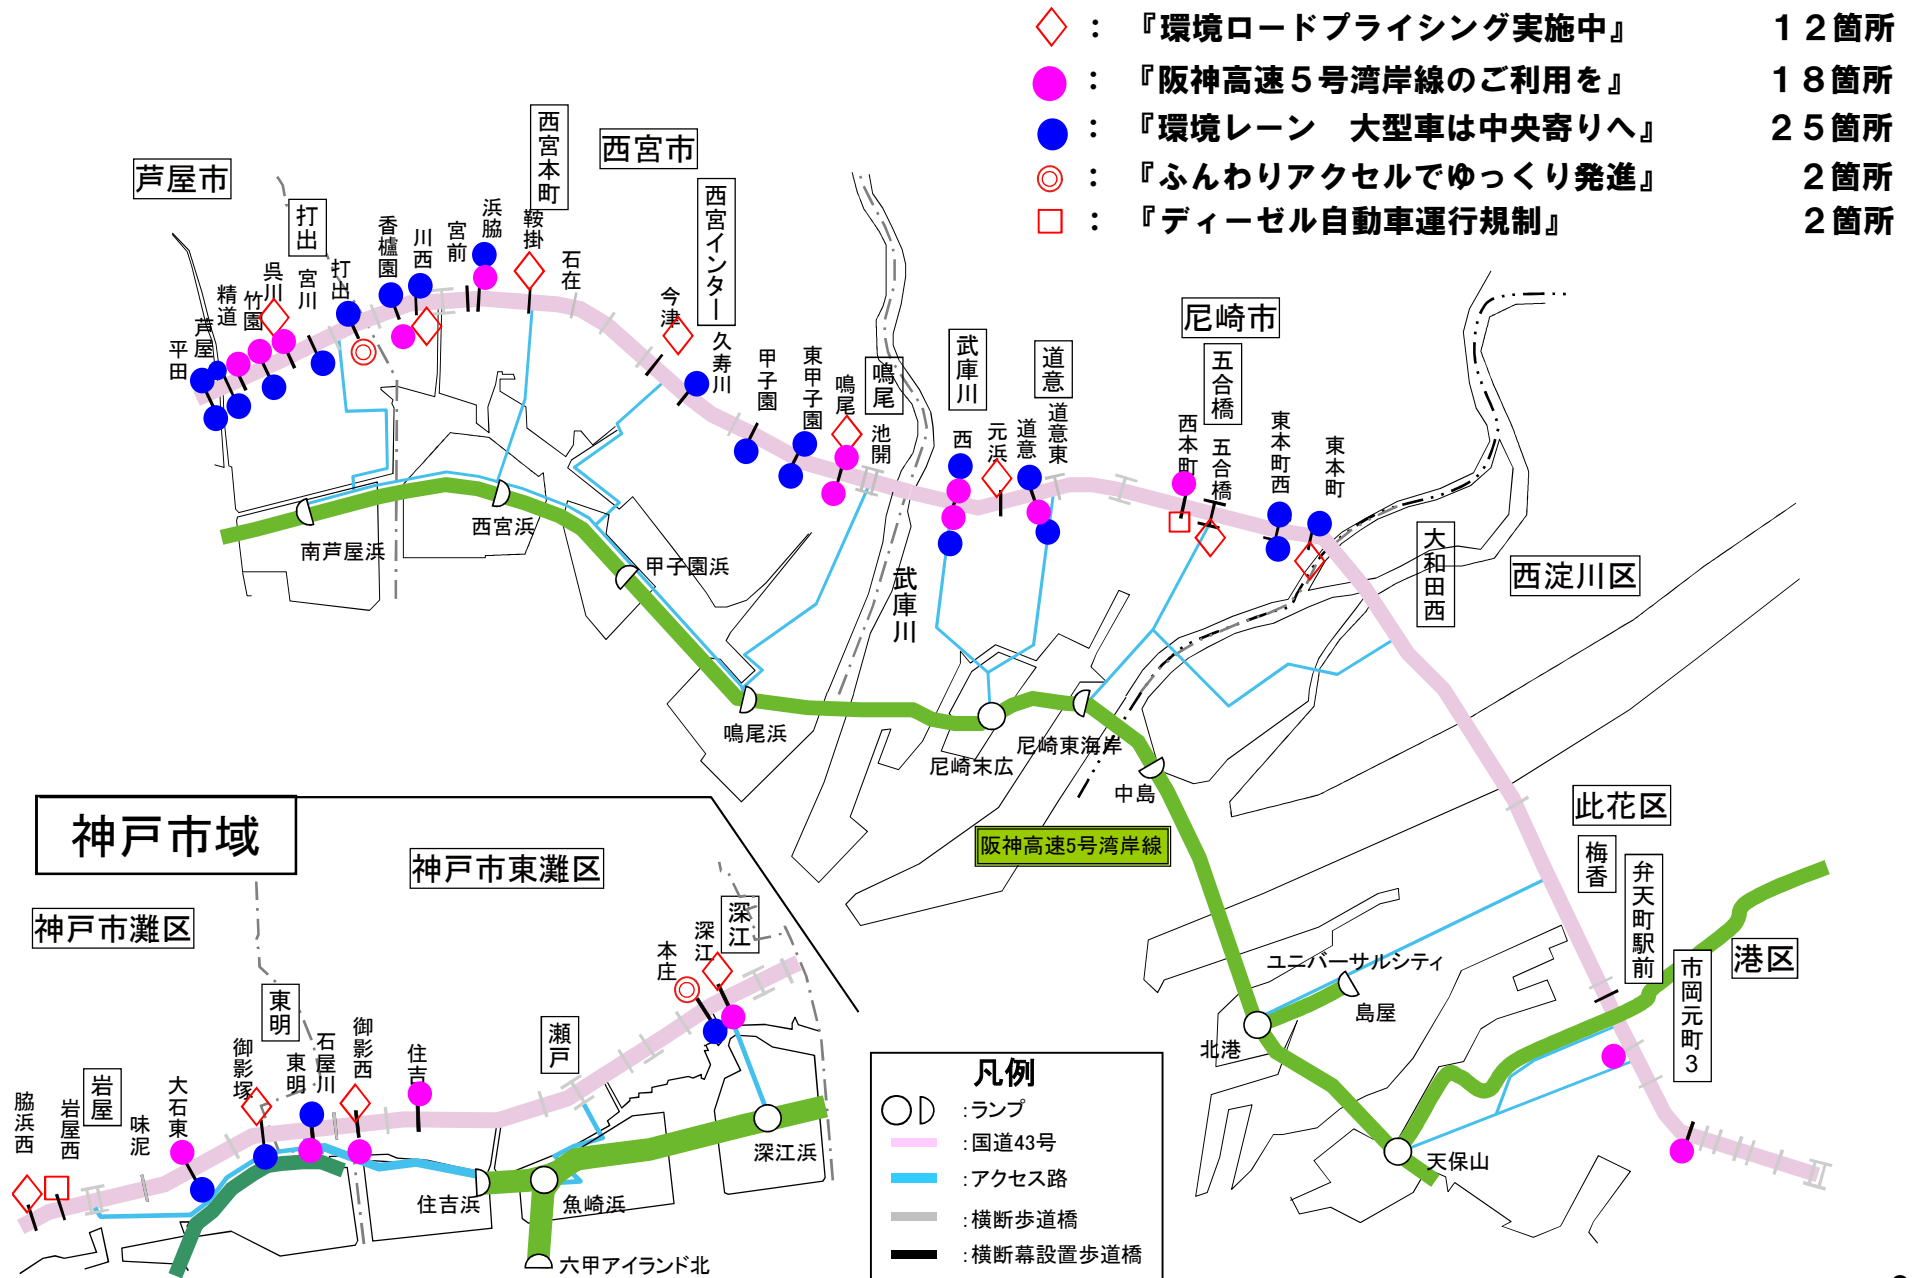 ：『環境ロードプライシング実施中』 １２箇所
：『阪神高速５号湾岸線のご利用を』 １８箇所
：『環境レーン　大型車は中央寄りへ』 ２５箇所
：『ふんわりアクセルでゆっくり発進』 ２箇所
：『ディーゼル自動車運行規制』 ２箇所
芦屋市
打出
西宮本町
西宮市
西宮インター
鳴尾
武庫川
道意
尼崎市
五合橋
大和田西
西淀川区
平田
芦屋
精道
竹園
呉川
宮川
打出
香櫨園
川西
宮前
浜脇
鞍掛
石在
今津
久寿川
甲子園
東甲子園
鳴尾
池開
西
元浜
道意
道意東
西本町
五合橋
東本町西
東本町
武庫川
南芦屋浜
西宮浜
甲子園浜
鳴尾浜
尼崎末広
尼崎東海岸
中島
阪神高速5号湾岸線
此花区
梅香
弁天町駅前
市岡元町3
港区
ユニバーサルシティ
島屋
北港
天保山
神戸市域
神戸市東灘区
神戸市灘区
深江
深江
本庄
東明
瀬戸
岩屋
脇浜西
岩屋西
味泥
大石東
御影塚
東明
石屋川
御影西
住吉
住吉浜
魚崎浜
深江浜
六甲アイランド北
凡例
：ランプ
：国道43号
：アクセス路
：横断歩道橋
：横断幕設置歩道橋